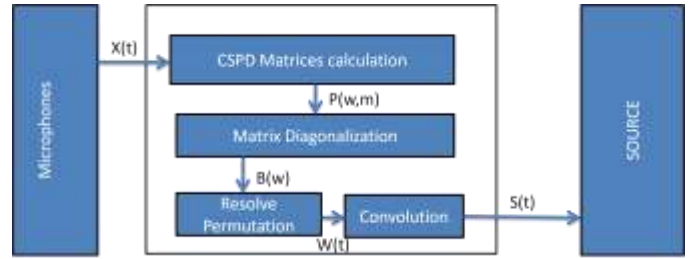 Microphones
X(t)
CSPD Matrices calculation
P(w,m)
Matrix Diagonalization
B(w)
Resolve
Permutation
W(t)
Convolution
S(t)
SOURCE